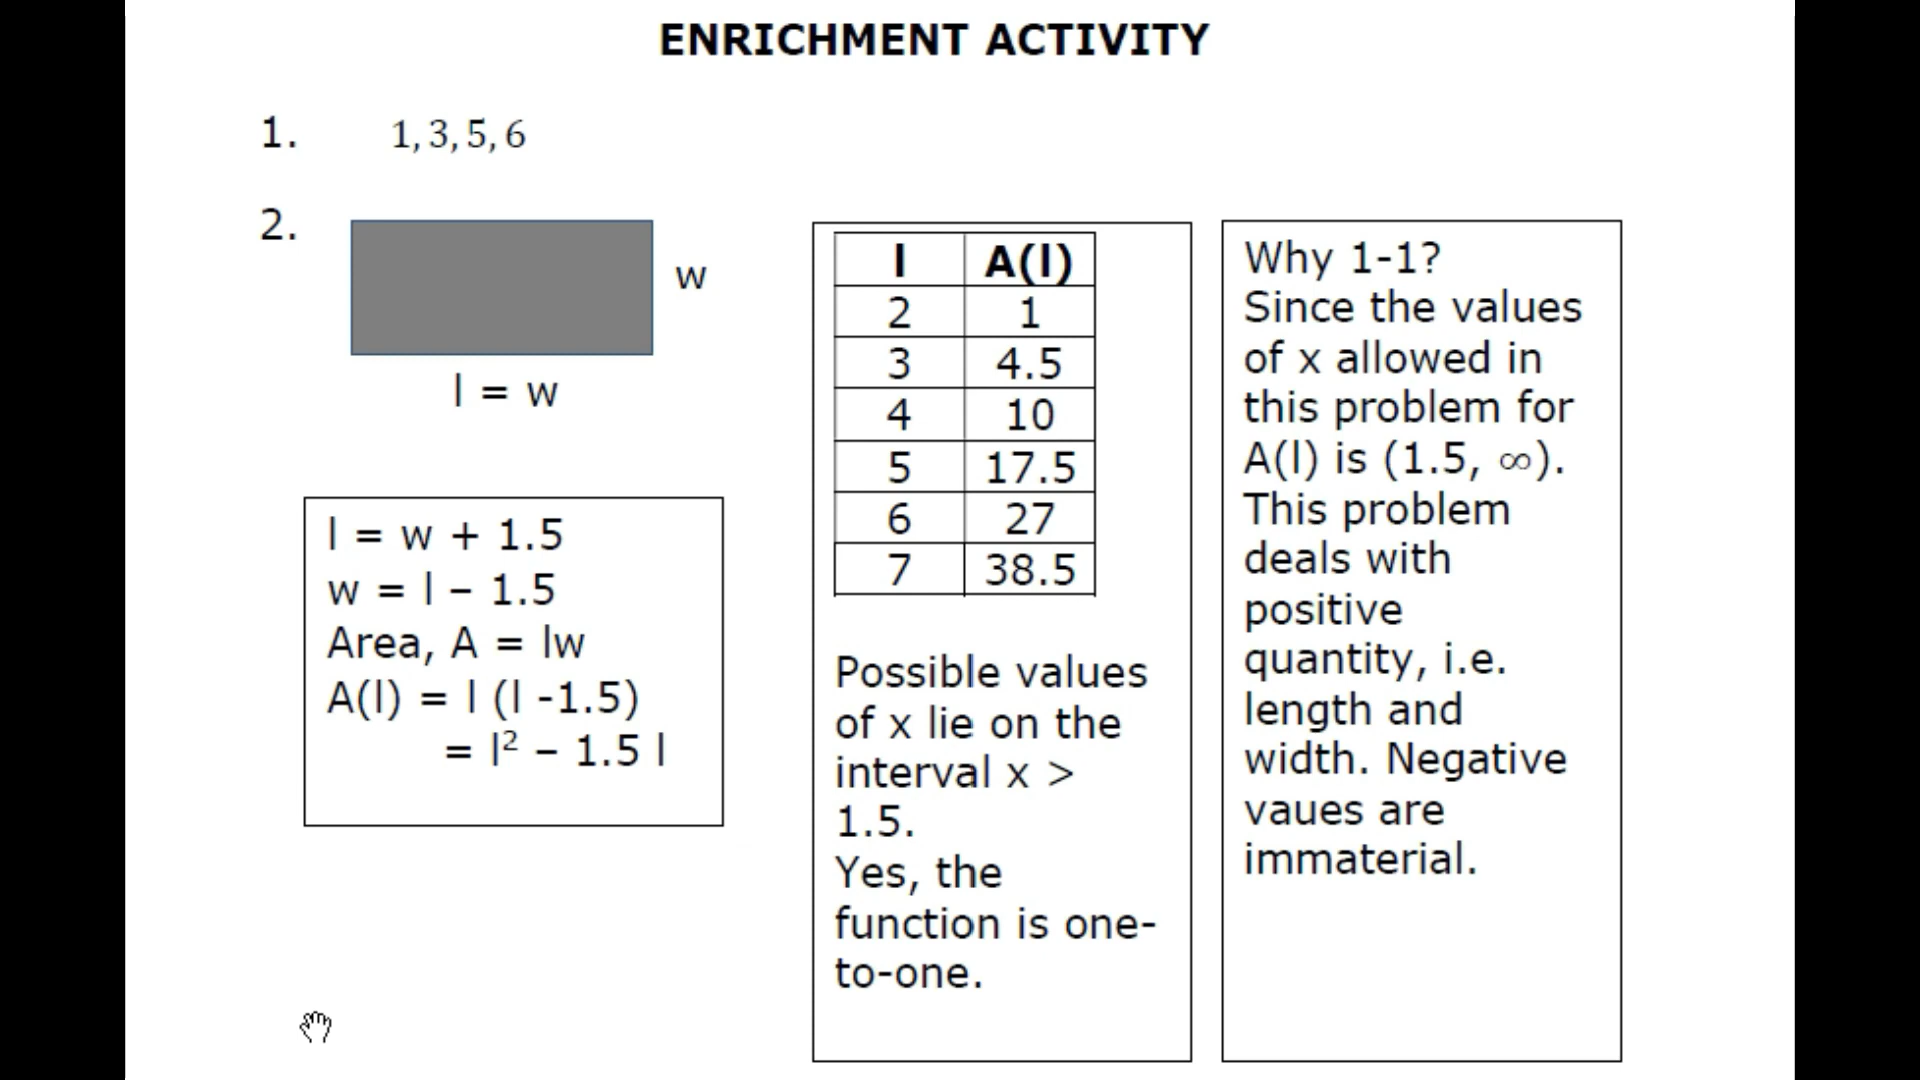 ENRICHMENT ACTIVITY
1. 1, 3, 5, 6
2.
w
l = w
l = w + 1.5
w = l – 1.5
Area, A = lw
A(l) = l (l -1.5)
= l² – 1.5 l
l A(l)
2 1
3 4.5
4 10
5 17.5
6 27
7 38.5
Possible values
of x lie on the
interval x >
1.5.
Yes, the
function is one-
to-one.
Why 1-1?
Since the values
of x allowed in
this problem for
A(l) is (1.5, ∞).
This problem
deals with
positive
quantity, i.e.
length and
width. Negative
vaues are
immaterial.